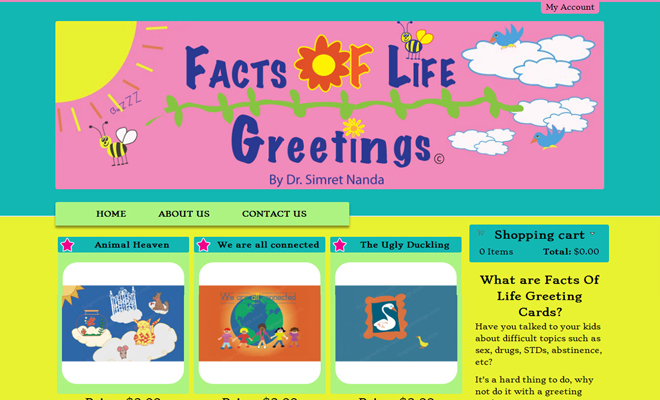 My Account
FACTS OF LIFE
BUZZZ
Greetings©
By Dr. Simret Nanda
HOME ABOUT US CONTACT US
Shopping cart
0 Items Total: $0.00
Animal Heaven
We are all connected
The Ugly Duckling
We are all connected
What are Facts Of
Life Greeting
Cards?
Have you talked to your kids
about difficult topics such as
sex, drugs, STDs, abstinence,
etc?
It's a hard thing to do, why
not do it with a greeting